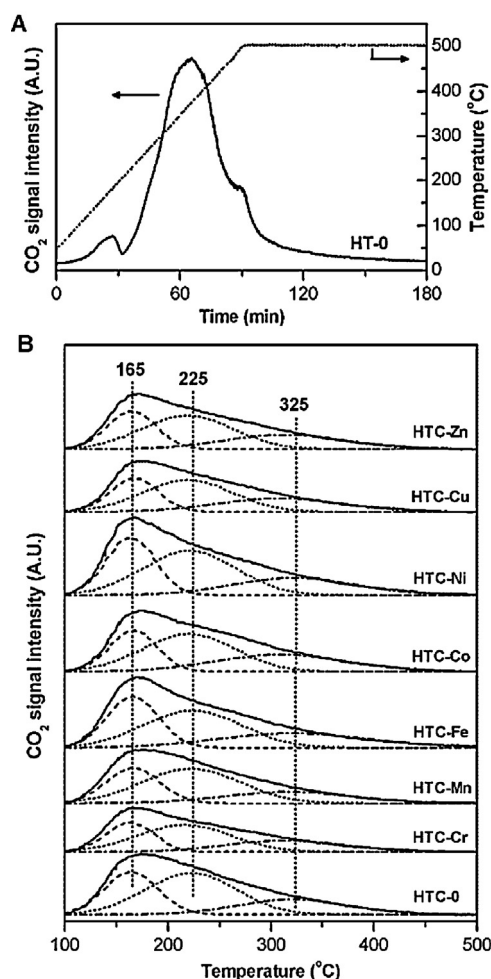 A
CO₂ signal intensity (A.U.)
Temperature (°C)
500
400
300
200
100
0
HT-0
0 60 120 180
Time (min)
B
165 225 325
CO₂ signal intensity (A.U.)
HTC-Zn
HTC-Cu
HTC-Ni
HTC-Co
HTC-Fe
HTC-Mn
HTC-Cr
HTC-0
100 200 300 400 500
Temperature (°C)